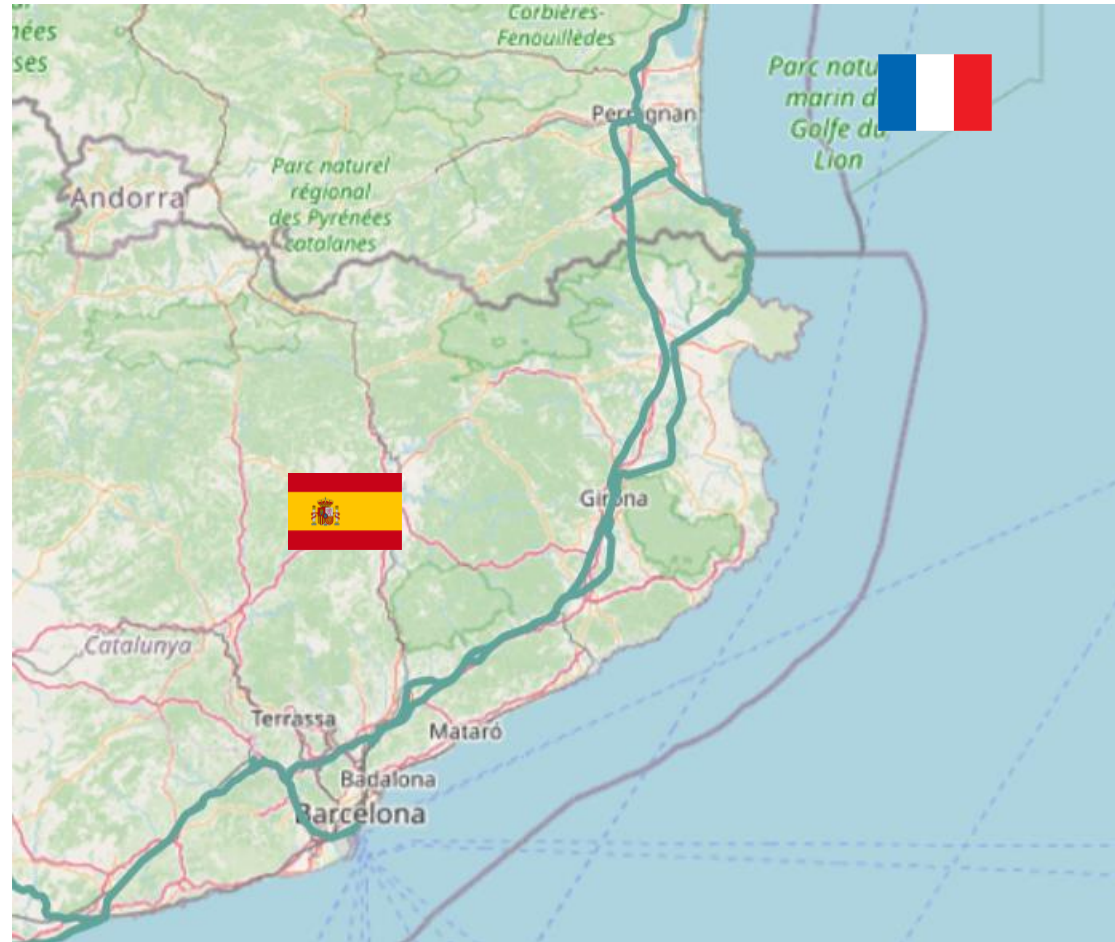 nées
ses
Corbières-
Fenouillèdes
Parc natu
marin d
Golfe du
Lion
Perpignan
Parc naturel
régional
des Pyrénées
catalanes
Andorra
Girona
Catalunya
Terrassa
Mataró
Badalona
Barcelona